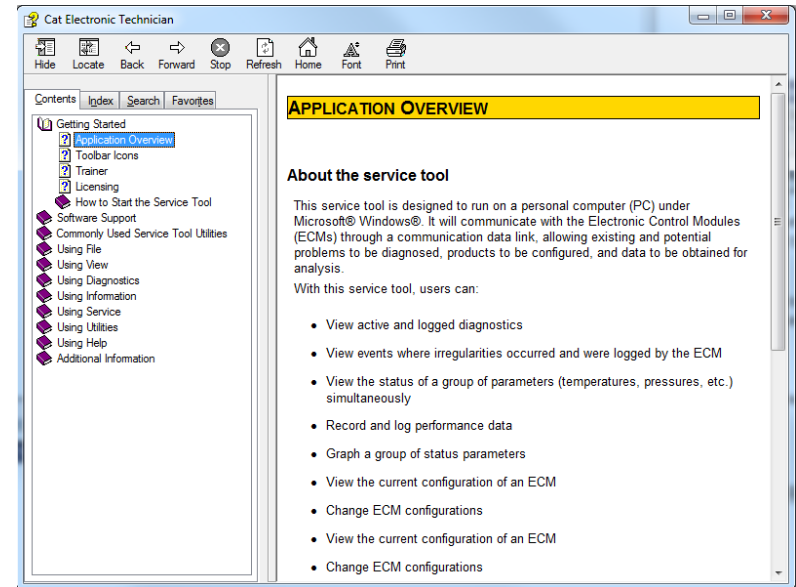 Cat Electronic Technician
Hide Locate Back Forward Stop Refresh Home Font Print
Contents Index Search Favorites
Getting Started
Application Overview
Toolbar Icons
Trainer
Licensing
How to Start the Service Tool
Software Support
Commonly Used Service Tool Utilities
Using File
Using View
Using Diagnostics
Using Information
Using Service
Using Utilities
Using Help
Additional Information
APPLICATION OVERVIEW
About the service tool
This service tool is designed to run on a personal computer (PC) under
Microsoft® Windows®. It will communicate with the Electronic Control Modules
(ECMs) through a communication data link, allowing existing and potential
problems to be diagnosed, products to be configured, and data to be obtained for
analysis.
With this service tool, users can:
• View active and logged diagnostics
• View events where irregularities occurred and were logged by the ECM
• View the status of a group of parameters (temperatures, pressures, etc.)
simultaneously
• Record and log performance data
• Graph a group of status parameters
• View the current configuration of an ECM
• Change ECM configurations
• View the current configuration of an ECM
• Change ECM configurations